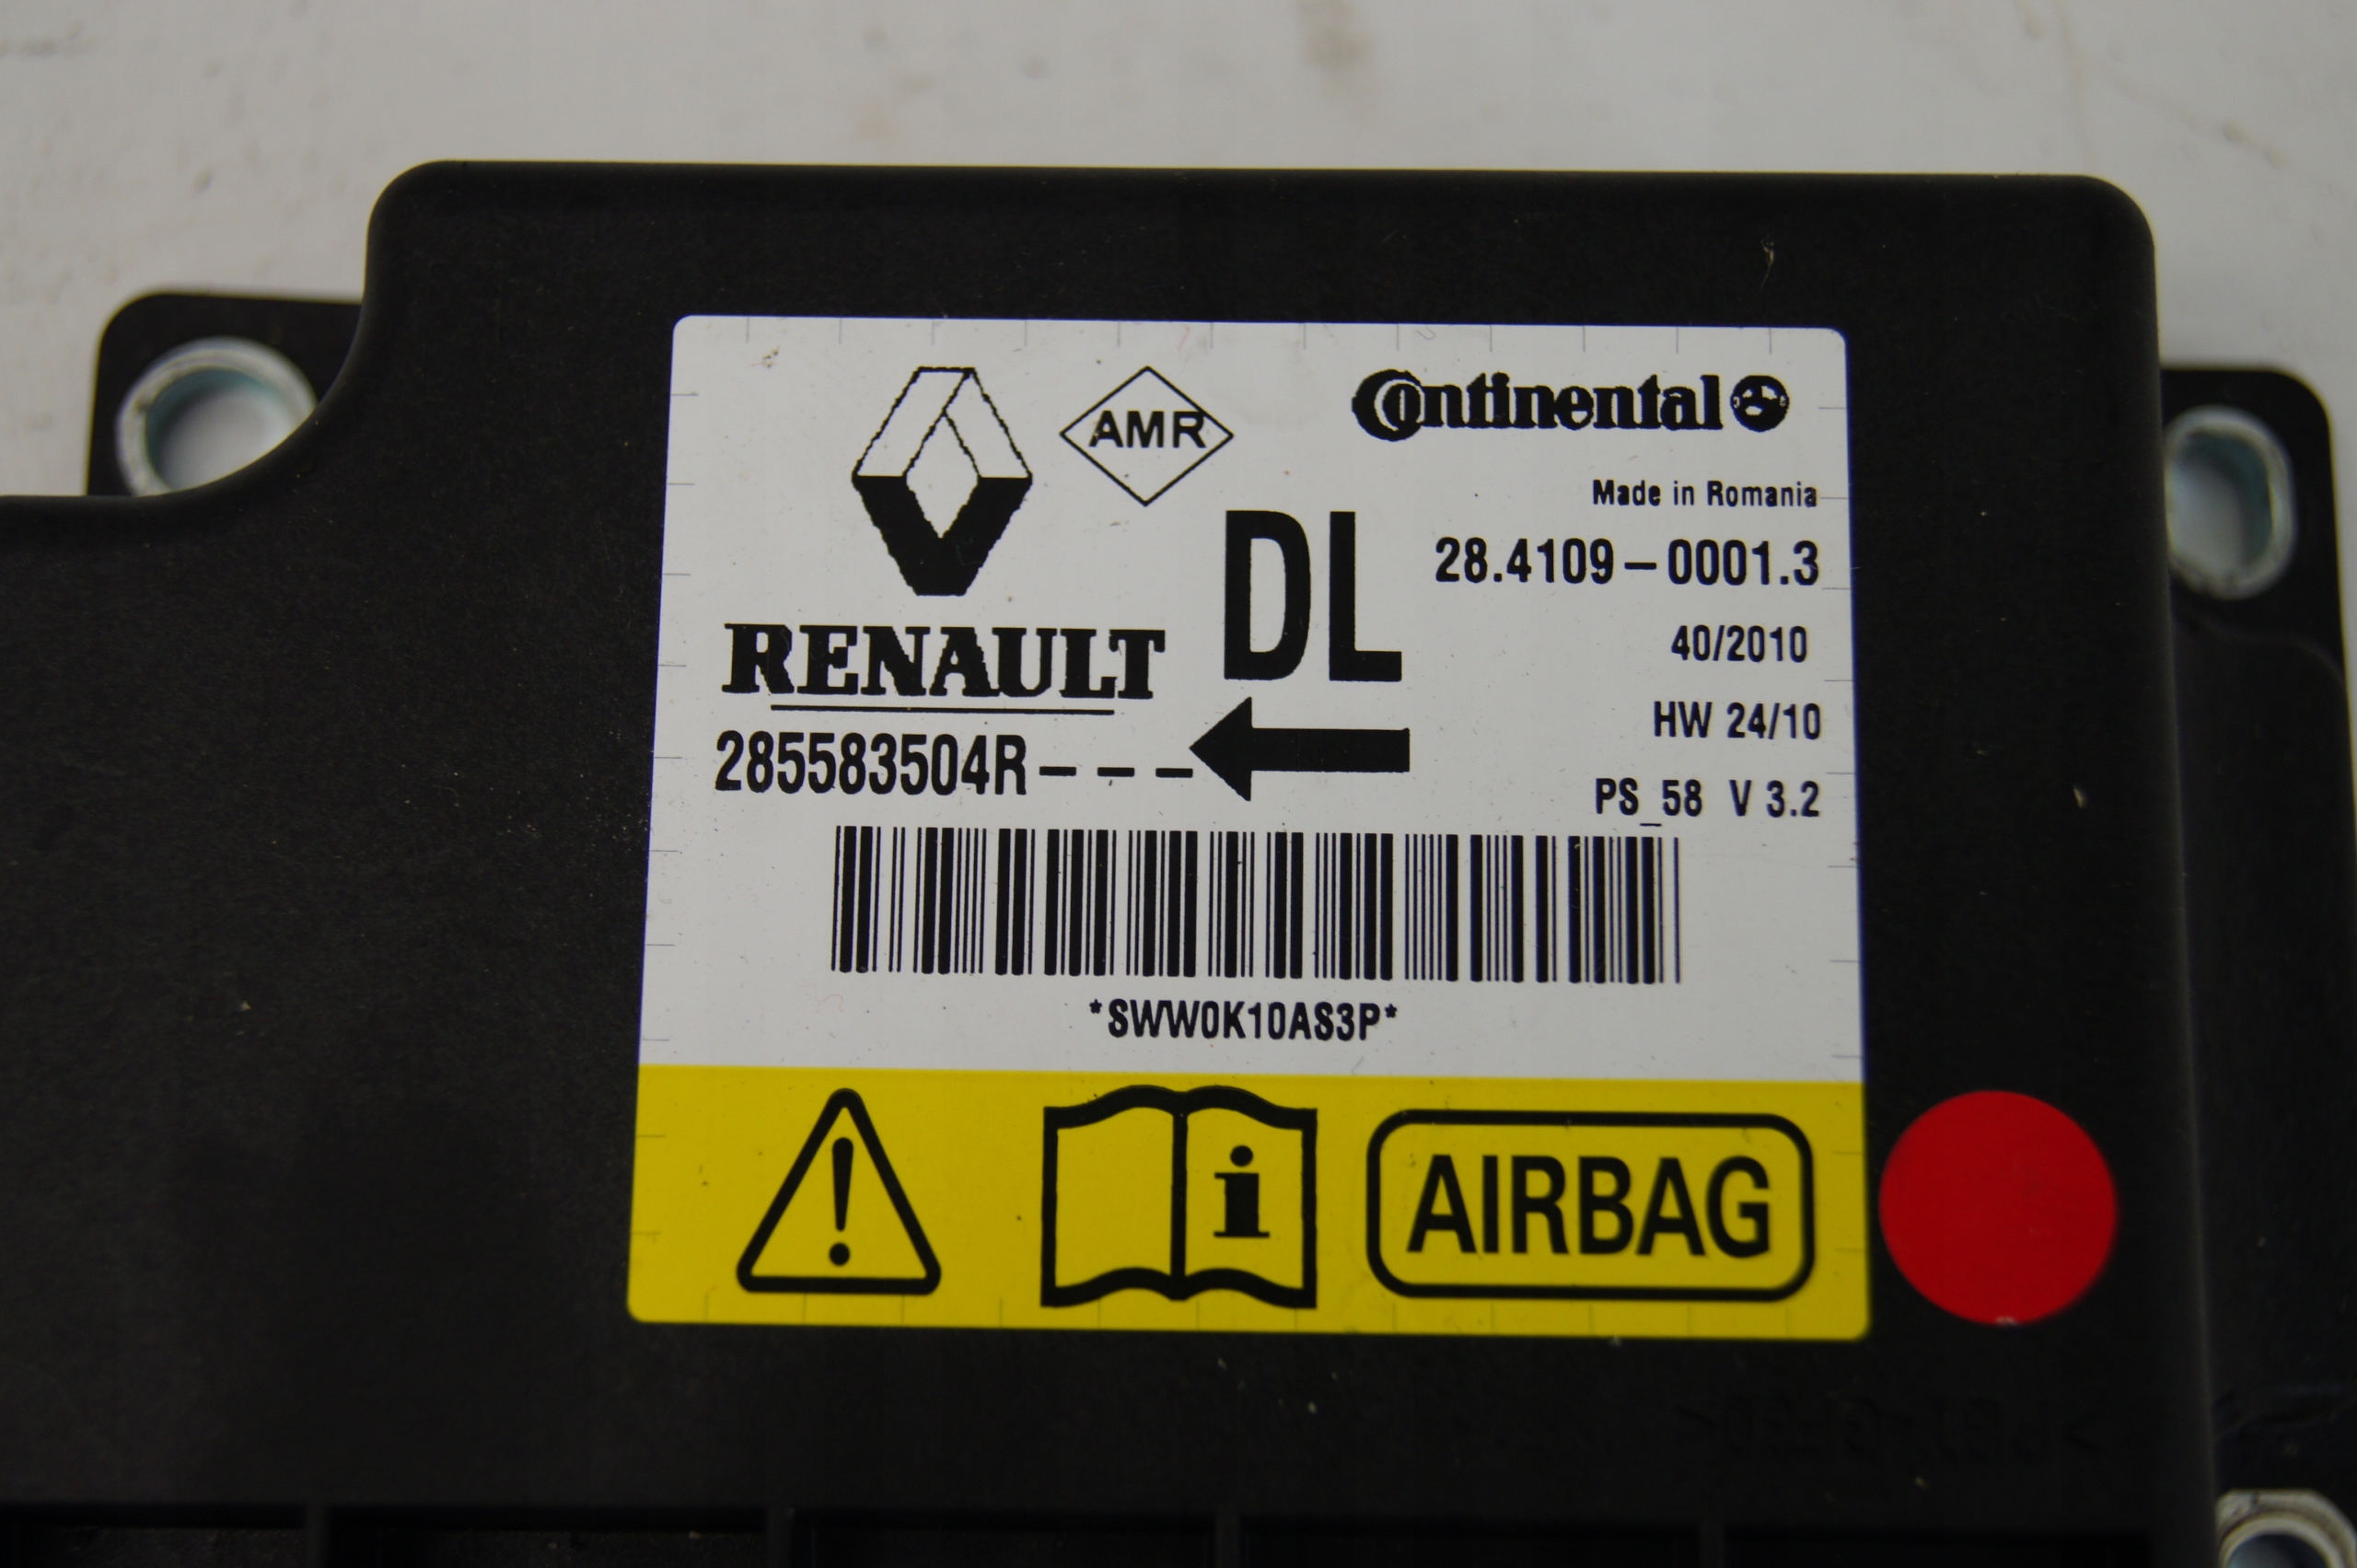 AMR
Continental
Made in Romania
DL
28.4109-0001.3
40/2010
RENAULT
HW 24/10
285583504R---
PS_58 V 3.2
*SWW0K10AS3P*
i
AIRBAG